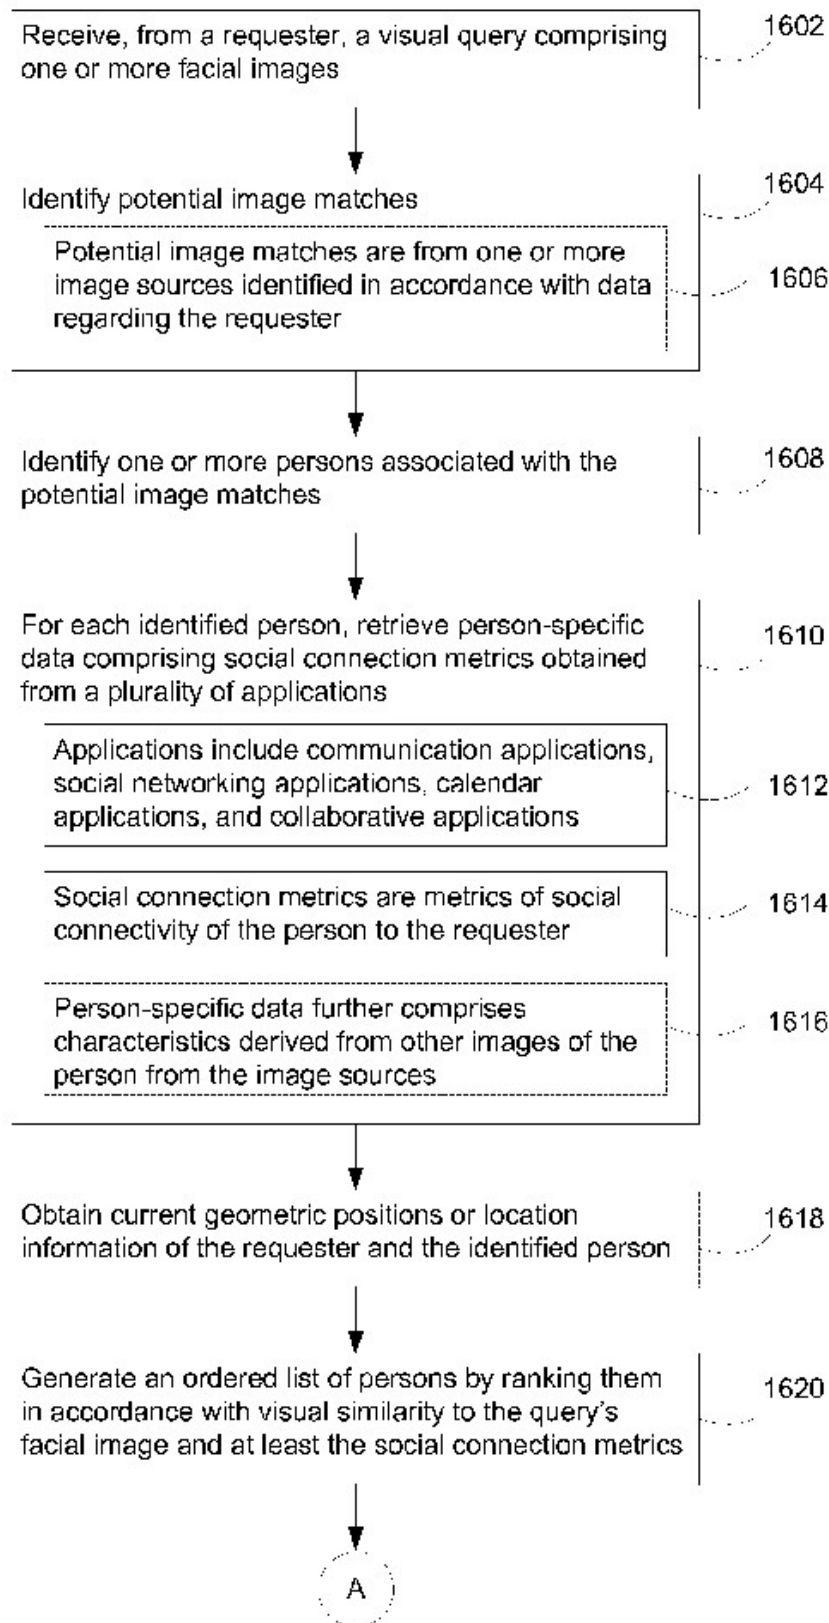 Receive, from a requester, a visual query comprising
one or more facial images
1602
Identify potential image matches
1604
Potential image matches are from one or more
image sources identified in accordance with data
regarding the requester
1606
Identify one or more persons associated with the
potential image matches
1608
For each identified person, retrieve person-specific
data comprising social connection metrics obtained
from a plurality of applications
1610
Applications include communication applications,
social networking applications, calendar
applications, and collaborative applications
1612
Social connection metrics are metrics of social
connectivity of the person to the requester
1614
Person-specific data further comprises
characteristics derived from other images of the
person from the image sources
1616
Obtain current geometric positions or location
information of the requester and the identified person
1618
Generate an ordered list of persons by ranking them
in accordance with visual similarity to the query's
facial image and at least the social connection metrics
1620
A